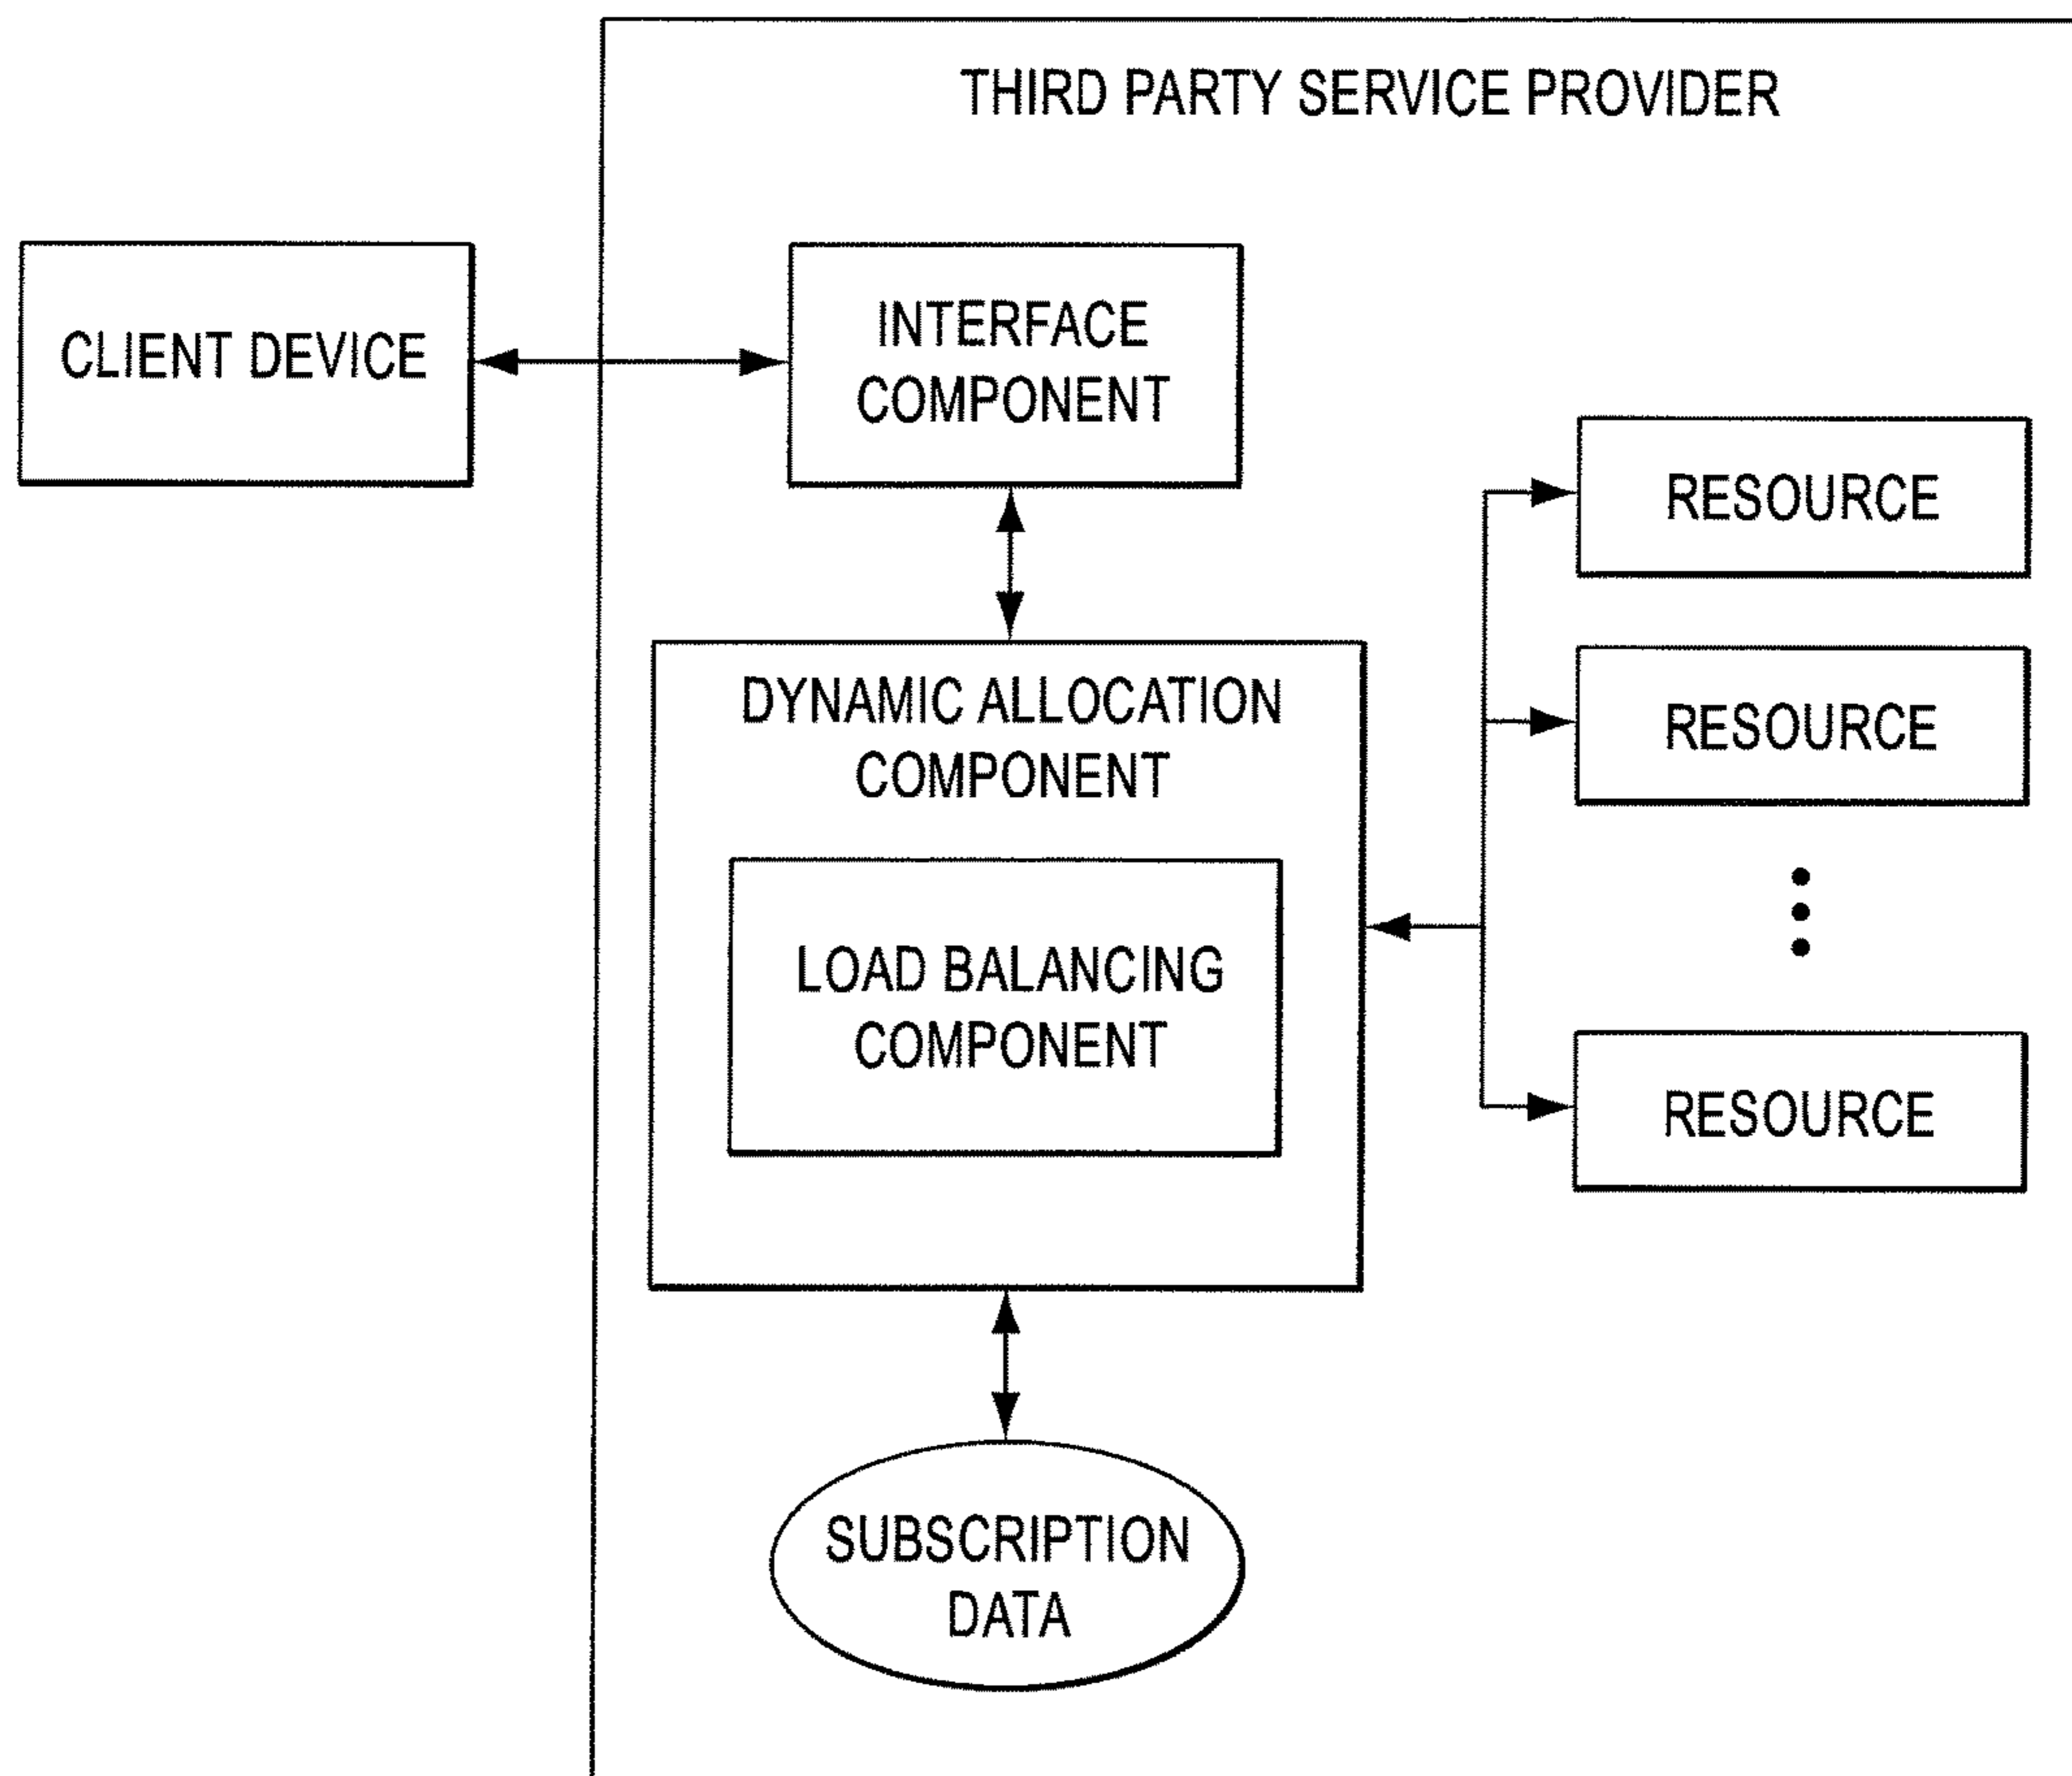 THIRD PARTY SERVICE PROVIDER
CLIENT DEVICE
INTERFACE
COMPONENT
DYNAMIC ALLOCATION
COMPONENT
LOAD BALANCING
COMPONENT
RESOURCE
RESOURCE
RESOURCE
SUBSCRIPTION
DATA